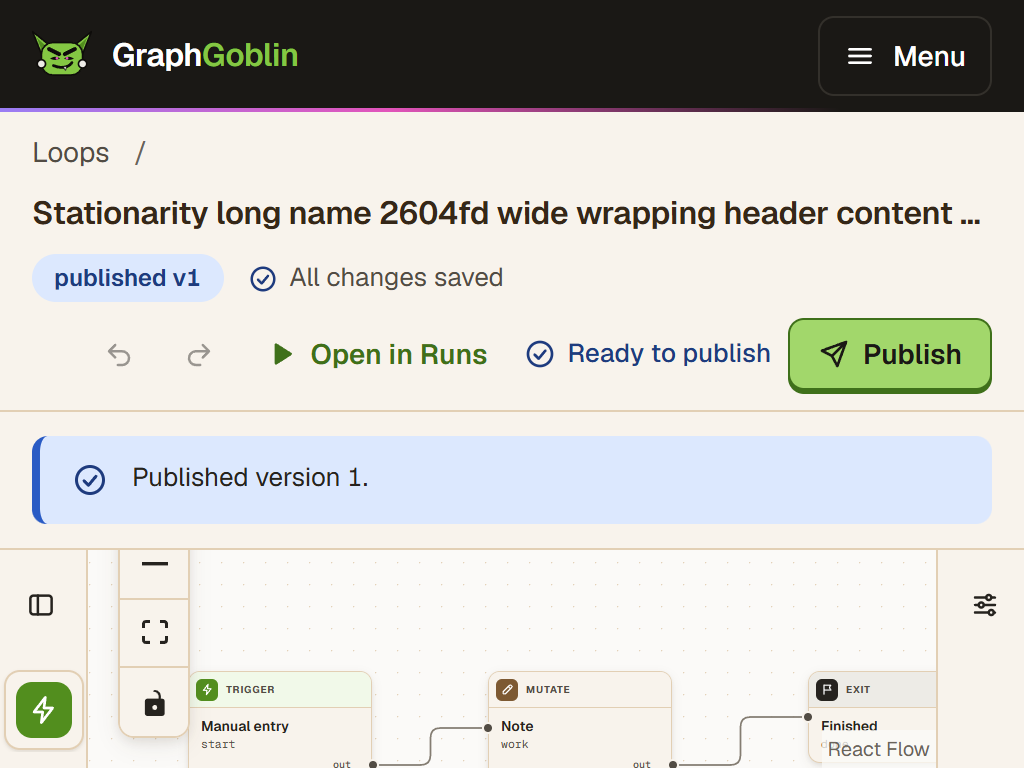 GraphGoblin
Menu
Loops /
Stationarity long name 2604fd wide wrapping header content ...
published v1
All changes saved
Open in Runs
Ready to publish
Publish
Published version 1.
TRIGGER
Manual entry
start
out
MUTATE
Note
work
out
EXIT
Finished
React Flow